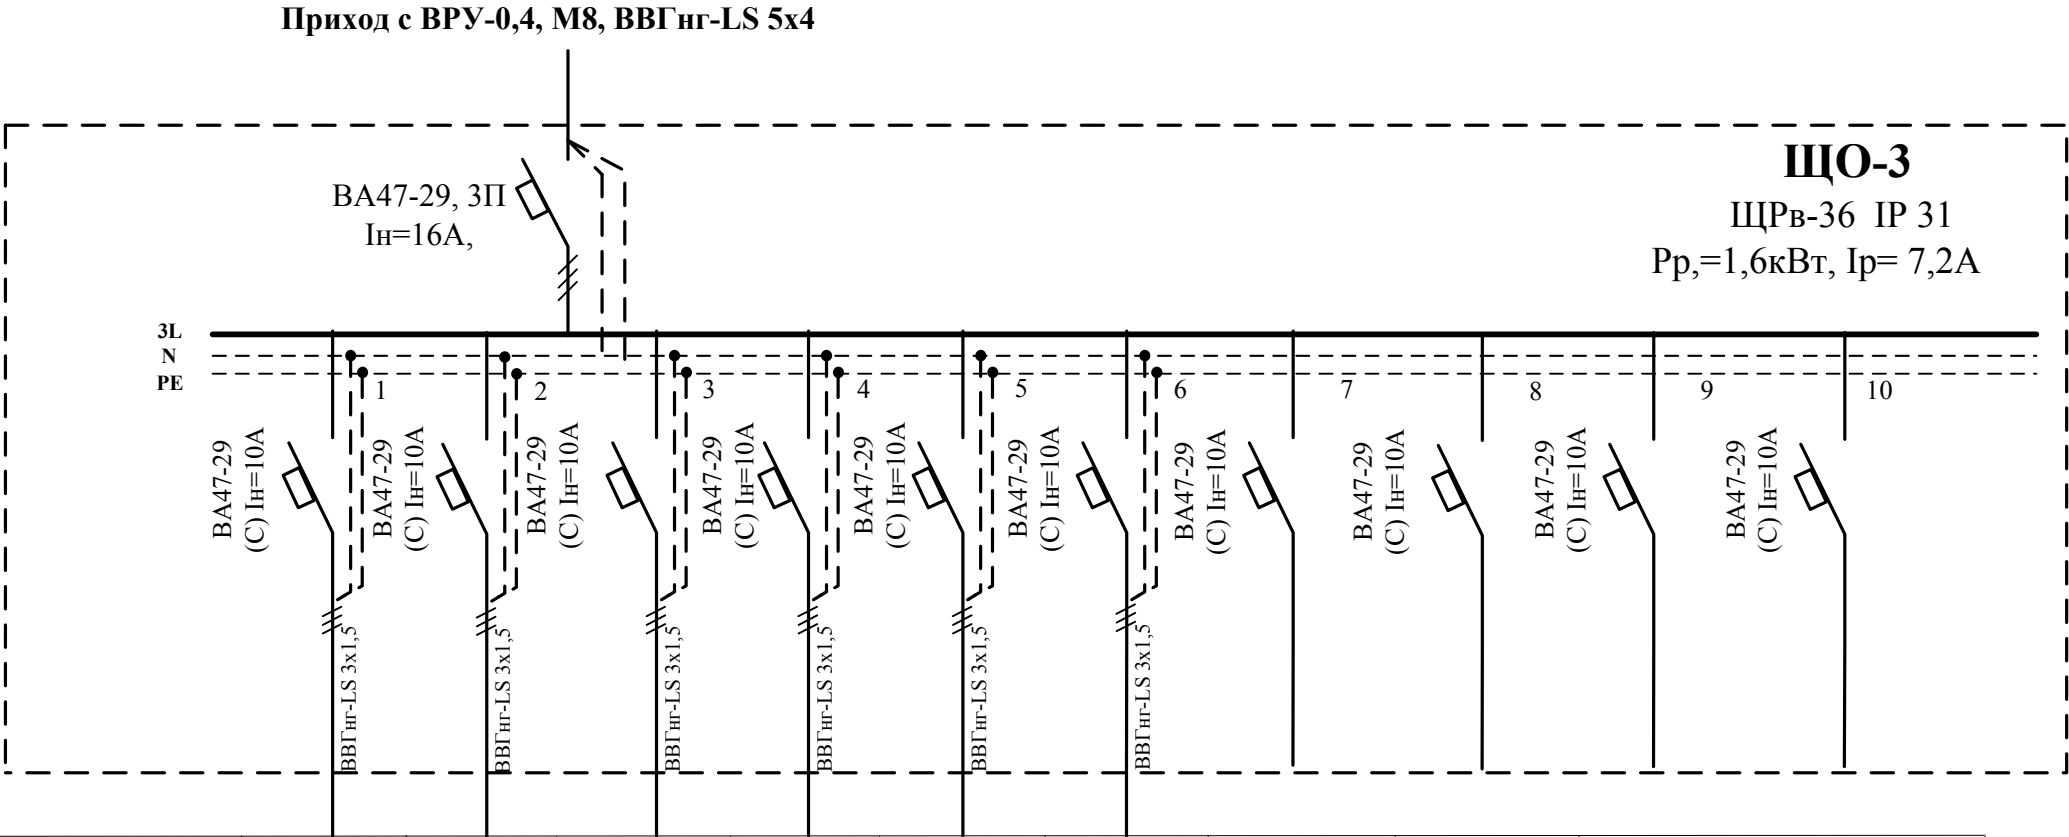 Приход с ВРУ-0,4, М8, ВВГнг-LS 5х4
ЩО-3
ЩРв-36 IP 31
Рр,=1,6кВт, Iр= 7,2А
ВА47-29, 3П
Iн=16А,
3L
N
PE
1
2
3
4
5
6
7
8
9
10
ВА47-29
(С) Iн=10А
ВА47-29
(С) Iн=10А
ВА47-29
(С) Iн=10А
ВА47-29
(С) Iн=10А
ВА47-29
(С) Iн=10А
ВА47-29
(С) Iн=10А
ВА47-29
(С) Iн=10А
ВА47-29
(С) Iн=10А
ВА47-29
(С) Iн=10А
ВА47-29
(С) Iн=10А
ВВГнг-LS 3х1,5
ВВГнг-LS 3х1,5
ВВГнг-LS 3х1,5
ВВГнг-LS 3х1,5
ВВГнг-LS 3х1,5
ВВГнг-LS 3х1,5